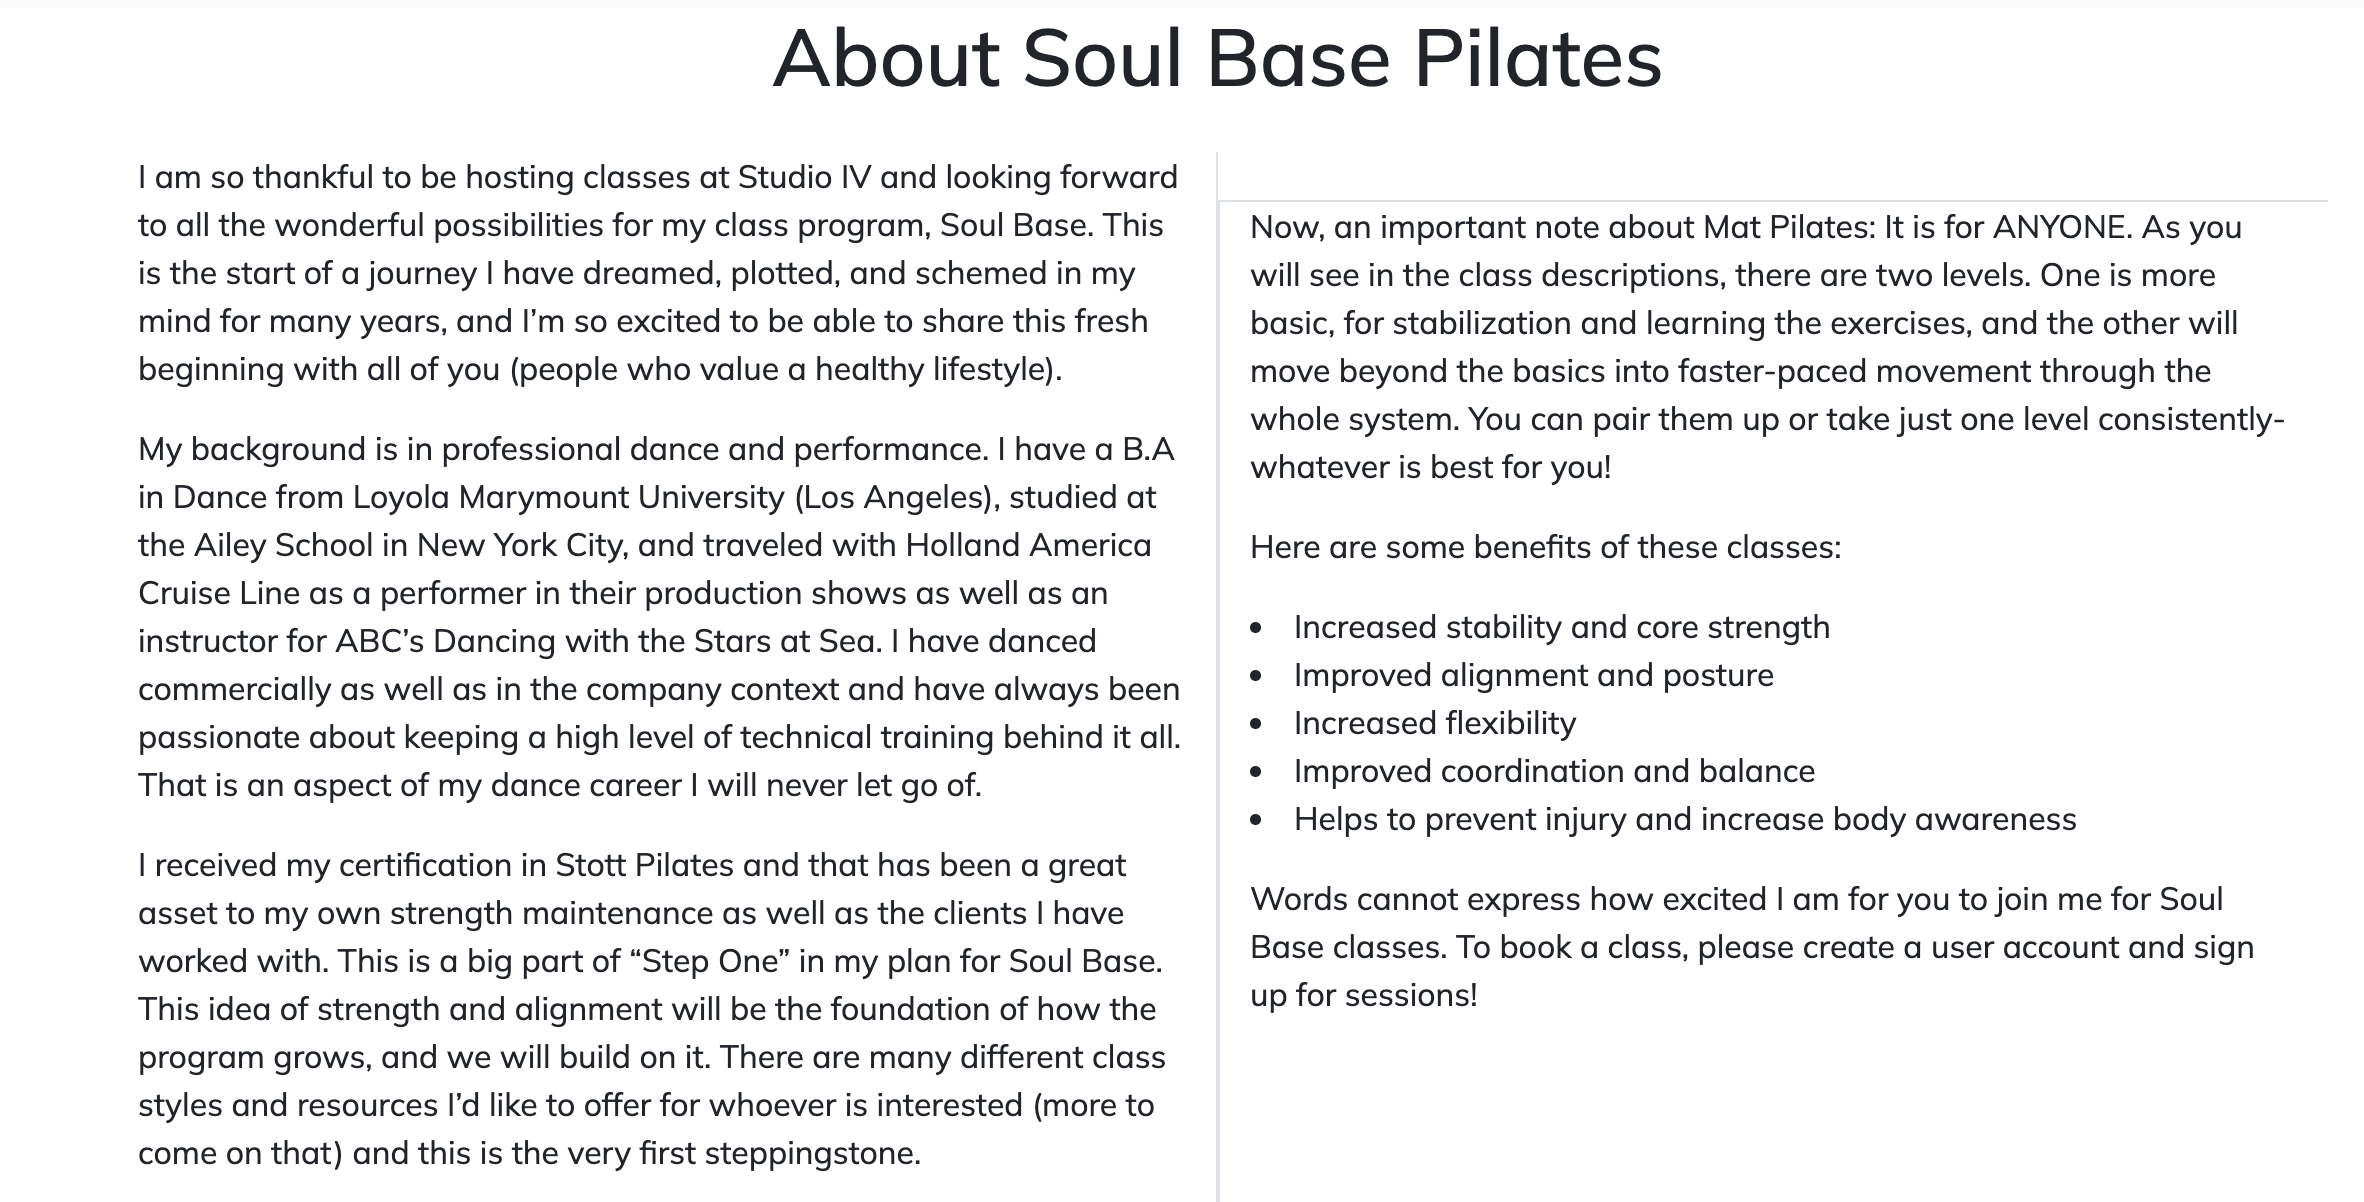 About Soul Base Pilates
I am so thankful to be hosting classes at Studio IV and looking forward
to all the wonderful possibilities for my class program, Soul Base. This
is the start of a journey I have dreamed, plotted, and schemed in my
mind for many years, and I’m so excited to be able to share this fresh
beginning with all of you (people who value a healthy lifestyle).
My background is in professional dance and performance. I have a B.A
in Dance from Loyola Marymount University (Los Angeles), studied at
the Ailey School in New York City, and traveled with Holland America
Cruise Line as a performer in their production shows as well as an
instructor for ABC’s Dancing with the Stars at Sea. I have danced
commercially as well as in the company context and have always been
passionate about keeping a high level of technical training behind it all.
That is an aspect of my dance career I will never let go of.
I received my certification in Stott Pilates and that has been a great
asset to my own strength maintenance as well as the clients I have
worked with. This is a big part of “Step One” in my plan for Soul Base.
This idea of strength and alignment will be the foundation of how the
program grows, and we will build on it. There are many different class
styles and resources I’d like to offer for whoever is interested (more to
come on that) and this is the very first steppingstone.
Now, an important note about Mat Pilates: It is for ANYONE. As you
will see in the class descriptions, there are two levels. One is more
basic, for stabilization and learning the exercises, and the other will
move beyond the basics into faster-paced movement through the
whole system. You can pair them up or take just one level consistently-
whatever is best for you!
Here are some benefits of these classes:
• Increased stability and core strength
• Improved alignment and posture
• Increased flexibility
• Improved coordination and balance
• Helps to prevent injury and increase body awareness
Words cannot express how excited I am for you to join me for Soul
Base classes. To book a class, please create a user account and sign
up for sessions!